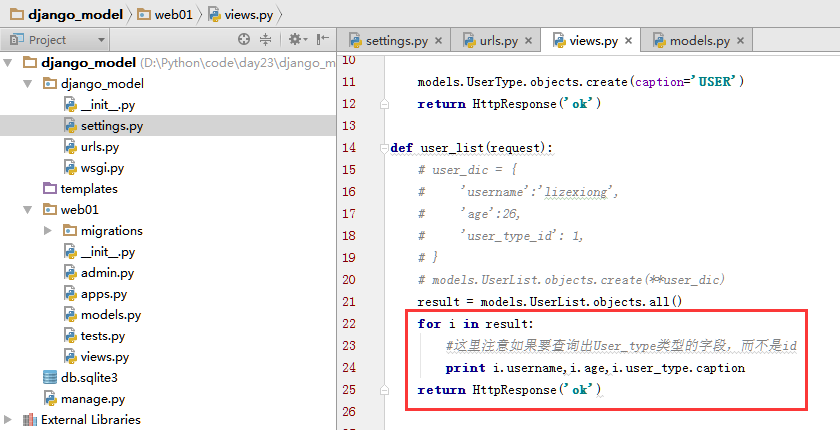 django_model web01 views.py
Project
settings.py urls.py views.py models.py
django_model (D:\Python\code\day23\django_m
django_model
__init__.py
settings.py
urls.py
wsgi.py
templates
web01
migrations
__init__.py
admin.py
apps.py
models.py
tests.py
views.py
db.sqlite3
manage.py
External Libraries
10
11 models.UserType.objects.create(caption='USER')
12 return HttpResponse('ok')
13
14 def user_list(request):
15 # user_dic = {
16 # 'username':'lizexiong',
17 # 'age':26,
18 # 'user_type_id': 1,
19 # }
20 # models.UserList.objects.create(**user_dic)
21 result = models.UserList.objects.all()
22 for i in result:
23 #这里注意如果要查询出User_type类型的字段，而不是id
24 print i.username,i.age,i.user_type.caption
25 return HttpResponse('ok')
26